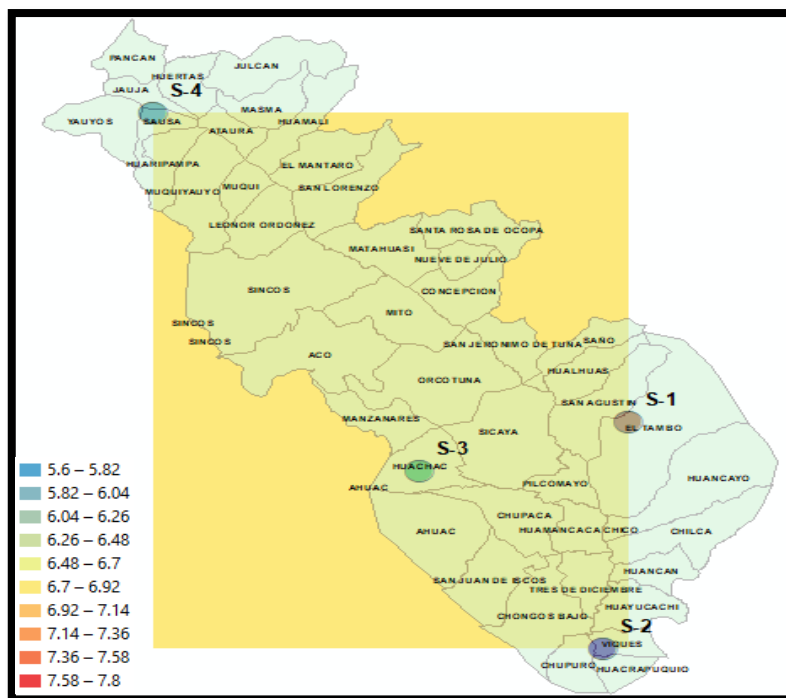 PANCAN
HUERTAS
JULCAN
JAUJA
S-4
MASMA
YAUYOS
SAUSA
ATAURA
HUAMALI
HUARIPAMPA
EL MANTARO
MUQUIYAUYO
MUQUI
SAN LORENZO
LEONOR ORDOÑEZ
SANTA ROSA DE OCOPA
MATAHUASI
NUEVE DE JULIO
SINCOS
CONCEPCION
MITO
SINCOS
SINCOS
SAN JERONIMO DE TUNA
SAÑO
ACO
HUALHUAS
ORCOTUNA
S-1
SAN AGUSTIN
MANZANARES
EL TAMBO
SICAYA
S-3
HUACHAC
HUANCAYO
AHUAC
PILCOMAYO
CHUPACA
AHUAC
HUAMANCACA CHICO
CHILCA
HUANCAN
SAN JUAN DE ISCOS
TRES DE DICIEMBRE
HUAYUCACHI
CHONGOS BAJO
S-2
VIQUES
CHUPURO
HUACRAPUQUIO
5.6 – 5.82
5.82 – 6.04
6.04 – 6.26
6.26 – 6.48
6.48 – 6.7
6.7 – 6.92
6.92 – 7.14
7.14 – 7.36
7.36 – 7.58
7.58 – 7.8